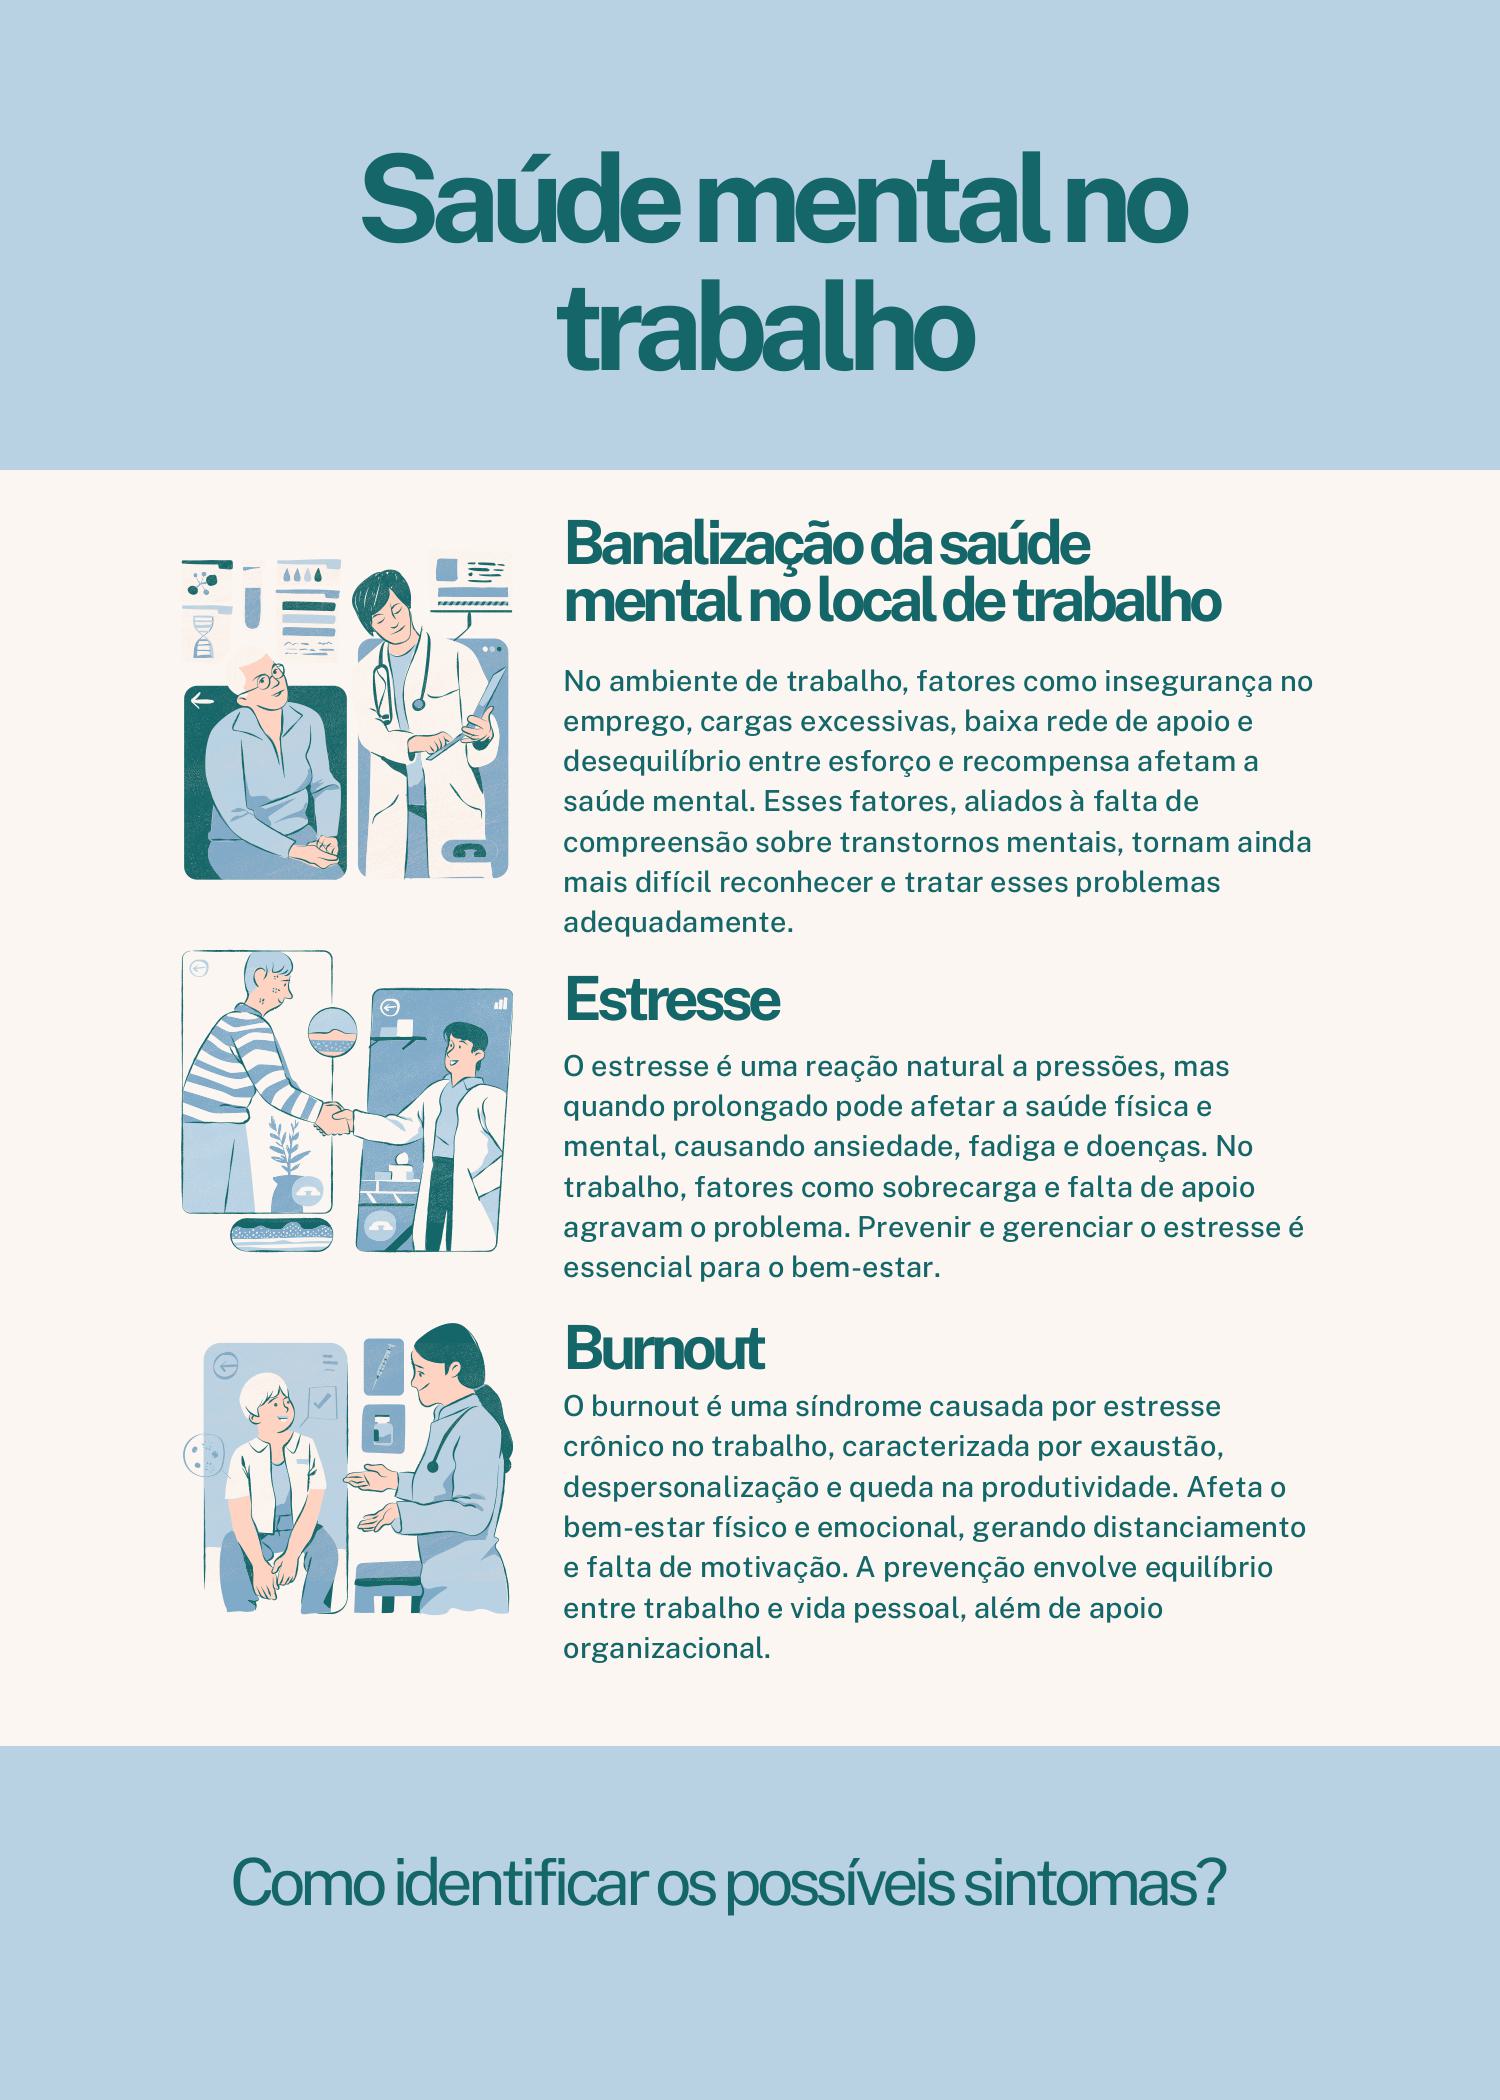 Saúde mental no
trabalho
Banalização da saúde
mental no local de trabalho
No ambiente de trabalho, fatores como insegurança no
emprego, cargas excessivas, baixa rede de apoio e
desequilíbrio entre esforço e recompensa afetam a
saúde mental. Esses fatores, aliados à falta de
compreensão sobre transtornos mentais, tornam ainda
mais difícil reconhecer e tratar esses problemas
adequadamente.
Estresse
O estresse é uma reação natural a pressões, mas
quando prolongado pode afetar a saúde física e
mental, causando ansiedade, fadiga e doenças. No
trabalho, fatores como sobrecarga e falta de apoio
agravam o problema. Prevenir e gerenciar o estresse é
essencial para o bem-estar.
Burnout
O burnout é uma síndrome causada por estresse
crônico no trabalho, caracterizada por exaustão,
despersonalização e queda na produtividade. Afeta o
bem-estar físico e emocional, gerando distanciamento
e falta de motivação. A prevenção envolve equilíbrio
entre trabalho e vida pessoal, além de apoio
organizacional.
Como identificar os possíveis sintomas?